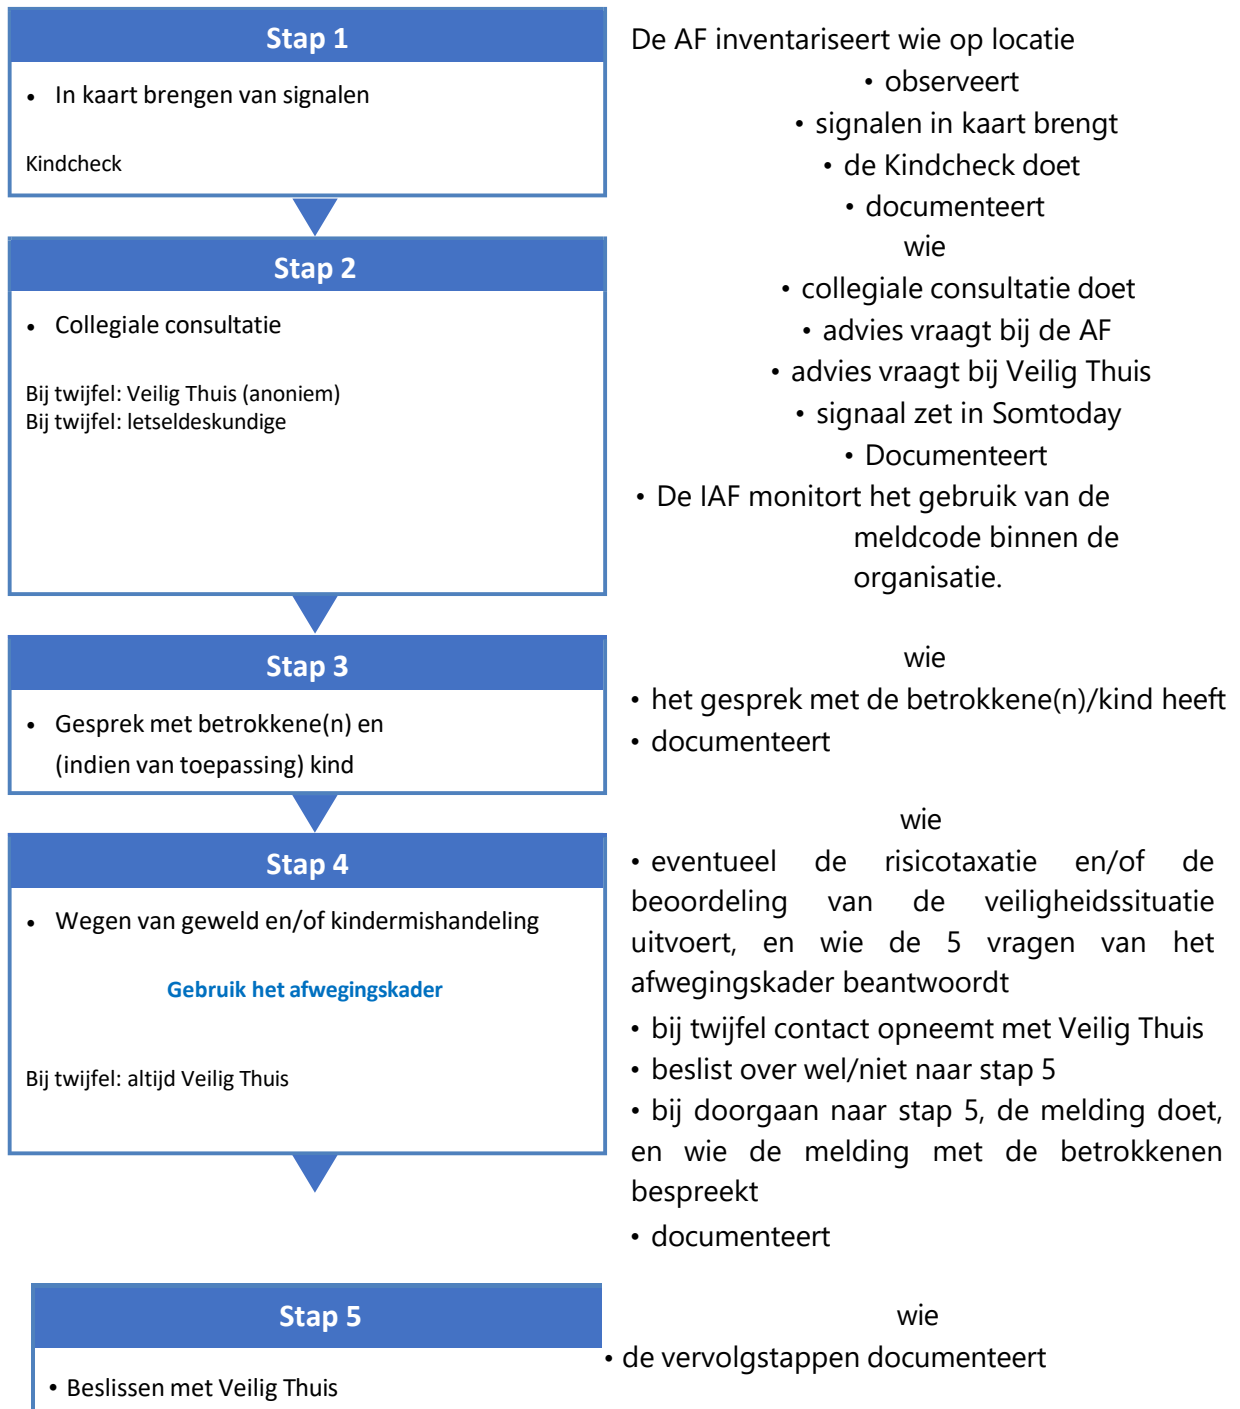 Stap 1
• In kaart brengen van signalen
Kindcheck
De AF inventariseert wie op locatie
• observeert
• signalen in kaart brengt
• de Kindcheck doet
• documenteert
wie
Stap 2
• Collegiale consultatie
Bij twijfel: Veilig Thuis (anoniem)
Bij twijfel: letseldeskundige
• collegiale consultatie doet
• advies vraagt bij de AF
• advies vraagt bij Veilig Thuis
• signaal zet in Somtoday
• Documenteert
• De IAF monitort het gebruik van de
meldcode binnen de
organisatie.
Stap 3
• Gesprek met betrokkene(n) en
(indien van toepassing) kind
wie
• het gesprek met de betrokkene(n)/kind heeft
• documenteert
Stap 4
• Wegen van geweld en/of kindermishandeling
Gebruik het afwegingskader
Bij twijfel: altijd Veilig Thuis
wie
• eventueel de risicotaxatie en/of de
beoordeling van de veiligheidssituatie
uitvoert, en wie de 5 vragen van het
afwegingskader beantwoordt
• bij twijfel contact opneemt met Veilig Thuis
• beslist over wel/niet naar stap 5
• bij doorgaan naar stap 5, de melding doet,
en wie de melding met de betrokkenen
bespreekt
• documenteert
Stap 5
• Beslissen met Veilig Thuis
wie
• de vervolgstappen documenteert